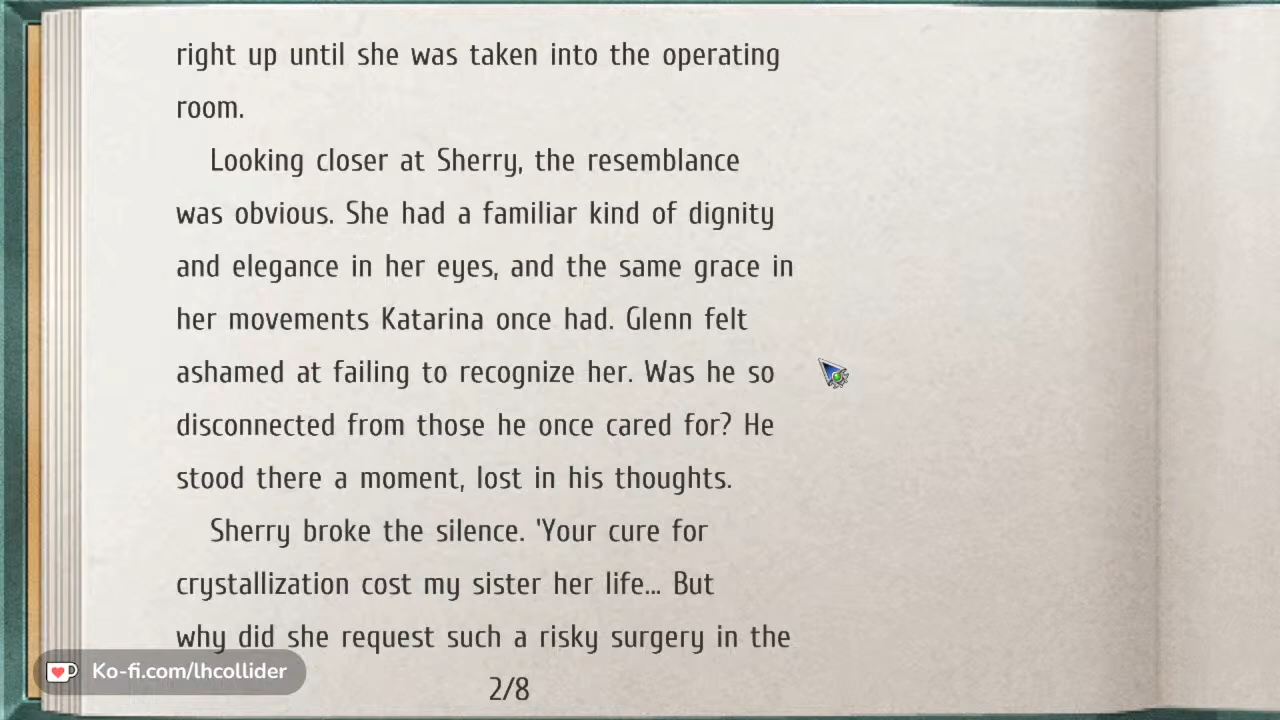 right up until she was taken into the operating
room.
Looking closer at Sherry, the resemblance
was obvious. She had a familiar kind of dignity
and elegance in her eyes, and the same grace in
her movements Katarina once had. Glenn felt
ashamed at failing to recognize her. Was he so
disconnected from those he once cared for? He
stood there a moment, lost in his thoughts.
Sherry broke the silence. 'Your cure for
crystallization cost my sister her life... But
why did she request such a risky surgery in the
Ko-fi.com/lhcollider
2/8